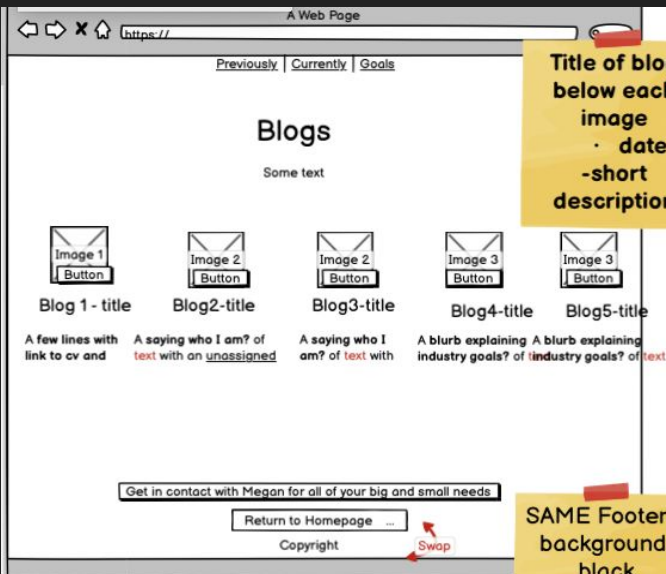 A Web Page
https://
Previously | Currently | Goals
Title of blo
below each
image
· date
-short
description
Blogs
Some text
Image 1
Button
Image 2
Button
Image 2
Button
Image 3
Button
Image 3
Button
Blog 1 - title
Blog2-title
Blog3-title
Blog4-title
Blog5-title
A few lines with
link to cv and
A saying who I am? of
text with an unassigned
A saying who I
am? of text with
A blurb explaining
industry goals? of
A blurb explaining
industry goals? of text
Get in contact with Megan for all of your big and small needs
Return to Homepage ...
Copyright
Swap
SAME Footer
background
black